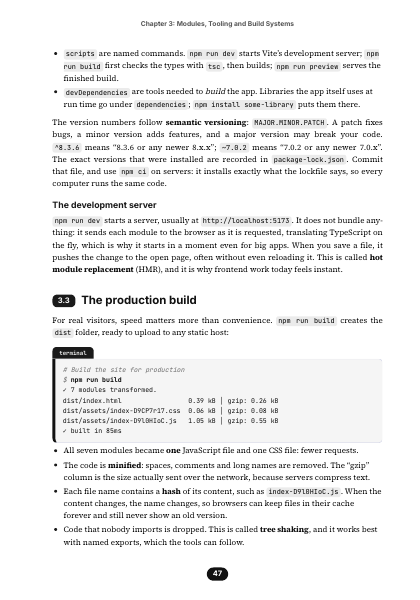 Chapter 3: Modules, Tooling and Build Systems
• scripts are named commands. npm run dev starts Vite's development server; npm
run build first checks the types with tsc, then builds; npm run preview serves the
finished build.
• devDependencies are tools needed to build the app. Libraries the app itself uses at
run time go under dependencies; npm install some-library puts them there.
The version numbers follow semantic versioning: MAJOR.MINOR.PATCH. A patch fixes
bugs, a minor version adds features, and a major version may break your code.
^8.3.6 means "8.3.6 or any newer 8.x.x"; ~7.0.2 means "7.0.2 or any newer 7.0.x".
The exact versions that were installed are recorded in package-lock.json. Commit
that file, and use npm ci on servers: it installs exactly what the lockfile says, so every
computer runs the same code.
The development server
npm run dev starts a server, usually at http://localhost:5173. It does not bundle any-
thing: it sends each module to the browser as it is requested, translating TypeScript on
the fly, which is why it starts in a moment even for big apps. When you save a file, it
pushes the change to the open page, often without even reloading it. This is called hot
module replacement (HMR), and it is why frontend work today feels instant.
3.3 The production build
For real visitors, speed matters more than convenience. npm run build creates the
dist folder, ready to upload to any static host:
terminal
# Build the site for production
$ npm run build
✓ 7 modules transformed.
dist/index.html 0.39 kB │ gzip: 0.26 kB
dist/assets/index-D9CP7r17.css 0.06 kB │ gzip: 0.08 kB
dist/assets/index-D9l0HIoC.js 1.05 kB │ gzip: 0.55 kB
✓ built in 85ms
• All seven modules became one JavaScript file and one CSS file: fewer requests.
• The code is minified: spaces, comments and long names are removed. The "gzip"
column is the size actually sent over the network, because servers compress text.
• Each file name contains a hash of its content, such as index-D9l0HIoC.js. When the
content changes, the name changes, so browsers can keep files in their cache
forever and still never show an old version.
• Code that nobody imports is dropped. This is called tree shaking, and it works best
with named exports, which the tools can follow.
47